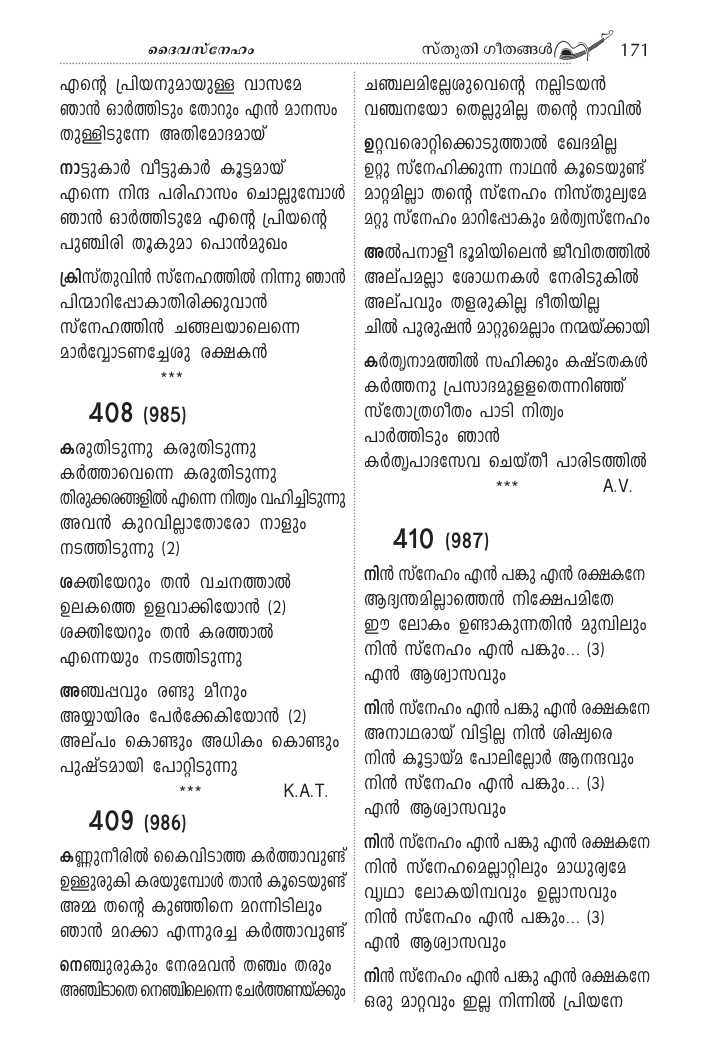 ദൈവസ്നേഹം
സ്തുതി ഗീതങ്ങൾ 171
എന്റെ പ്രിയനുമായുള്ള വാസമേ
ഞാൻ ഓർത്തിടും തോറും എൻ മാനസം
തുള്ളിടുന്നേ അതിമോദമായ്
നാട്ടുകാർ വീട്ടുകാർ കൂട്ടമായ്
എന്നെ നിന്ദ പരിഹാസം ചൊല്ലുമ്പോൾ
ഞാൻ ഓർത്തിടുമേ എന്റെ പ്രിയന്റെ
പുഞ്ചിരി തൂകുമാ പൊൻമുഖം
ക്രിസ്തുവിൻ സ്നേഹത്തിൽ നിന്നു ഞാൻ
പിന്മാറിപ്പോകാതിരിക്കുവാൻ
സ്നേഹത്തിൻ ചങ്ങലയാലെന്നെ
മാർവ്വോടണച്ചേശു രക്ഷകൻ
***
408 (985)
കരുതിടുന്നു കരുതിടുന്നു
കർത്താവെന്നെ കരുതിടുന്നു
തിരുക്കരങ്ങളിൽ എന്നെ നിത്യം വഹിച്ചിടുന്നു
അവൻ കുറവില്ലാതോരോ നാളും
നടത്തിടുന്നു (2)
ശക്തിയേറും തൻ വചനത്താൽ
ഉലകത്തെ ഉളവാക്കിയോൻ (2)
ശക്തിയേറും തൻ കരത്താൽ
എന്നെയും നടത്തിടുന്നു
അഞ്ചപ്പവും രണ്ടു മീനും
അയ്യായിരം പേർക്കേകിയോൻ (2)
അല്പം കൊണ്ടും അധികം കൊണ്ടും
പുഷ്ടമായി പോറ്റിടുന്നു
*** K.A.T.
409 (986)
കണ്ണുനീരിൽ കൈവിടാത്ത കർത്താവുണ്ട്
ഉള്ളുരുകി കരയുമ്പോൾ താൻ കൂടെയുണ്ട്
അമ്മ തന്റെ കുഞ്ഞിനെ മറന്നിടിലും
ഞാൻ മറക്കാ എന്നുരച്ച കർത്താവുണ്ട്
നെഞ്ചുരുകും നേരമവൻ തഞ്ചം തരും
അഞ്ചിടാതെ നെഞ്ചിലെന്നെ ചേർത്തണയ്ക്കും
ചഞ്ചലമില്ലേശുവെന്റെ നല്ലിടയൻ
വഞ്ചനയോ തെല്ലുമില്ല തന്റെ നാവിൽ
ഉറ്റവരൊറ്റിക്കൊടുത്താൽ ഖേദമില്ല
ഉറ്റു സ്നേഹിക്കുന്ന നാഥൻ കൂടെയുണ്ട്
മാറ്റമില്ലാ തന്റെ സ്നേഹം നിസ്തുല്യമേ
മറ്റു സ്നേഹം മാറിപ്പോകും മർത്യസ്നേഹം
അൽപനാളീ ഭൂമിയിലെൻ ജീവിതത്തിൽ
അല്പമല്ലാ ശോധനകൾ നേരിടുകിൽ
അല്പവും തളരുകില്ല ഭീതിയില്ല
ചിൽ പുരുഷൻ മാറ്റുമെല്ലാം നന്മയ്ക്കായി
കർതൃനാമത്തിൽ സഹിക്കും കഷ്ടതകൾ
കർത്തനു പ്രസാദമുളളതെന്നറിഞ്ഞ്
സ്തോത്രഗീതം പാടി നിത്യം
പാർത്തിടും ഞാൻ
കർതൃപാദസേവ ചെയ്തീ പാരിടത്തിൽ
*** A.V.
410 (987)
നിൻ സ്നേഹം എൻ പങ്കു എൻ രക്ഷകനേ
ആദ്യന്തമില്ലാത്തെൻ നിക്ഷേപമിതേ
ഈ ലോകം ഉണ്ടാകുന്നതിൻ മുമ്പിലും
നിൻ സ്നേഹം എൻ പങ്കും... (3)
എൻ ആശ്വാസവും
നിൻ സ്നേഹം എൻ പങ്കു എൻ രക്ഷകനേ
അനാഥരായ് വിട്ടില്ല നിൻ ശിഷ്യരെ
നിൻ കൂട്ടായ്മ പോലില്ലോർ ആനന്ദവും
നിൻ സ്നേഹം എൻ പങ്കും... (3)
എൻ ആശ്വാസവും
നിൻ സ്നേഹം എൻ പങ്കു എൻ രക്ഷകനേ
നിൻ സ്നേഹമെല്ലാറ്റിലും മാധുര്യമേ
വൃഥാ ലോകയിമ്പവും ഉല്ലാസവും
നിൻ സ്നേഹം എൻ പങ്കും... (3)
എൻ ആശ്വാസവും
നിൻ സ്നേഹം എൻ പങ്കു എൻ രക്ഷകനേ
ഒരു മാറ്റവും ഇല്ല നിന്നിൽ പ്രിയനേ